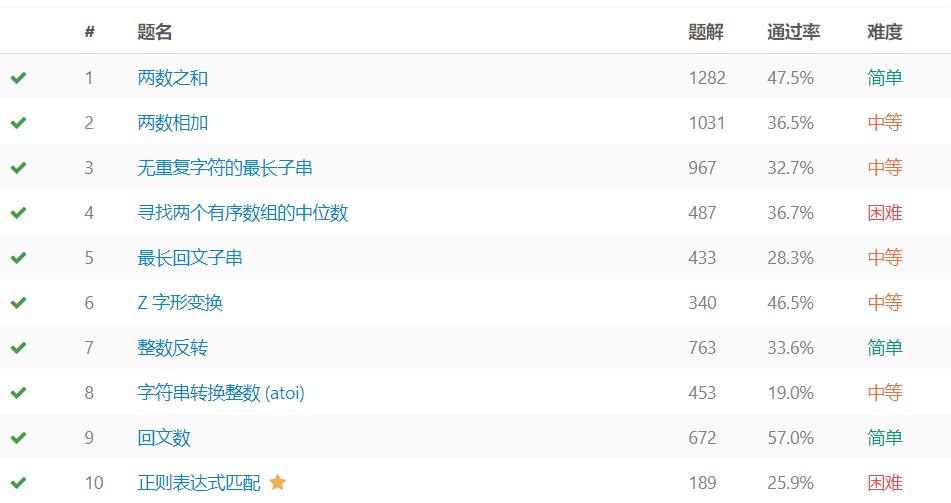 # 题名 题解 通过率 难度
1 两数之和 1282 47.5% 简单
2 两数相加 1031 36.5% 中等
3 无重复字符的最长子串 967 32.7% 中等
4 寻找两个有序数组的中位数 487 36.7% 困难
5 最长回文子串 433 28.3% 中等
6 Z 字形变换 340 46.5% 中等
7 整数反转 763 33.6% 简单
8 字符串转换整数 (atoi) 453 19.0% 中等
9 回文数 672 57.0% 简单
10 正则表达式匹配 189 25.9% 困难